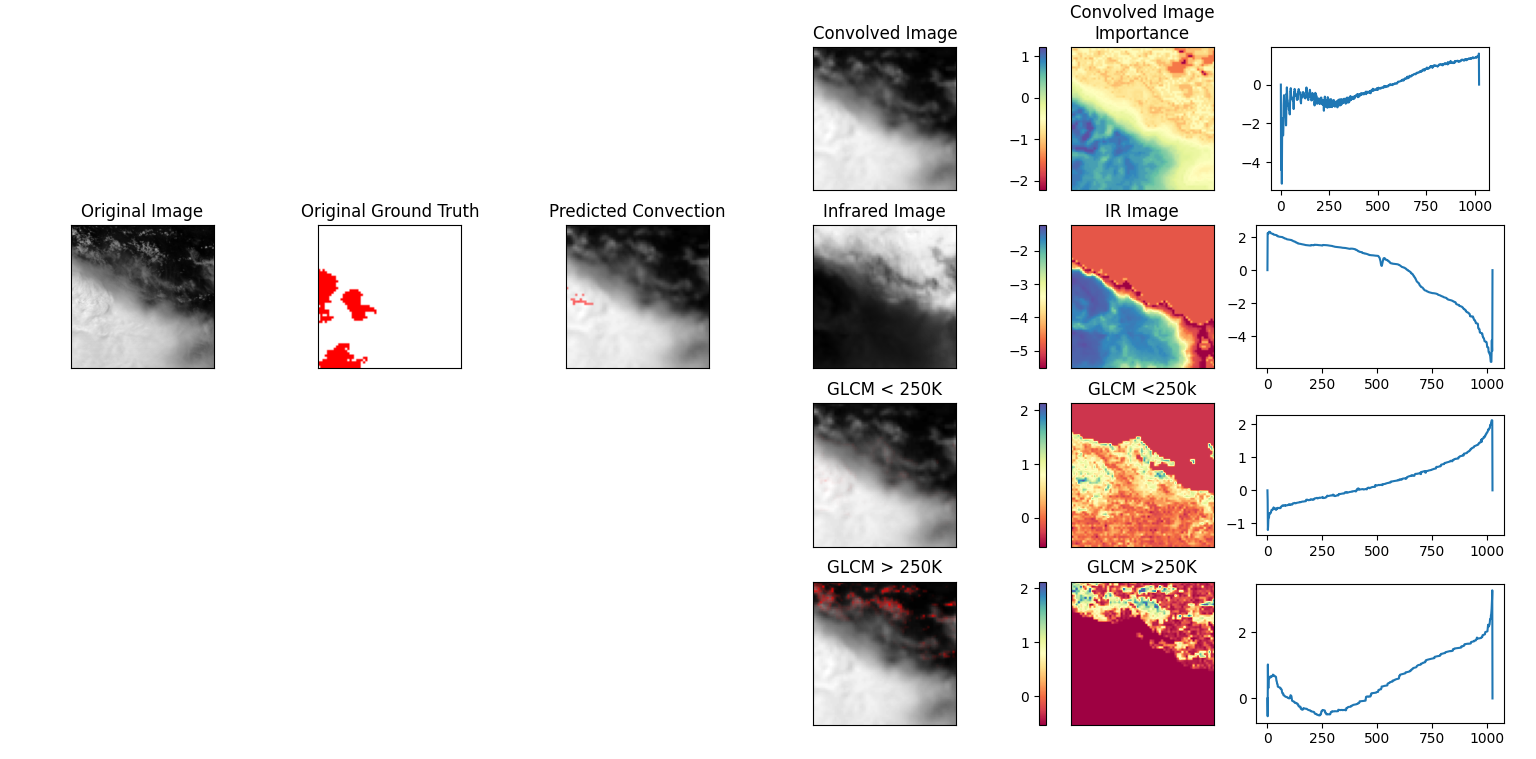 Convolved Image
Convolved Image
Importance
1
0
−1
−2
0
−2
−4
0 250 500 750 1000
Original Image
Original Ground Truth
Predicted Convection
Infrared Image
IR Image
−2
−3
−4
−5
2
0
−2
−4
0 250 500 750 1000
GLCM < 250K
GLCM <250k
2
1
0
2
1
0
−1
0 250 500 750 1000
GLCM > 250K
GLCM >250K
2
1
0
2
0
0 250 500 750 1000